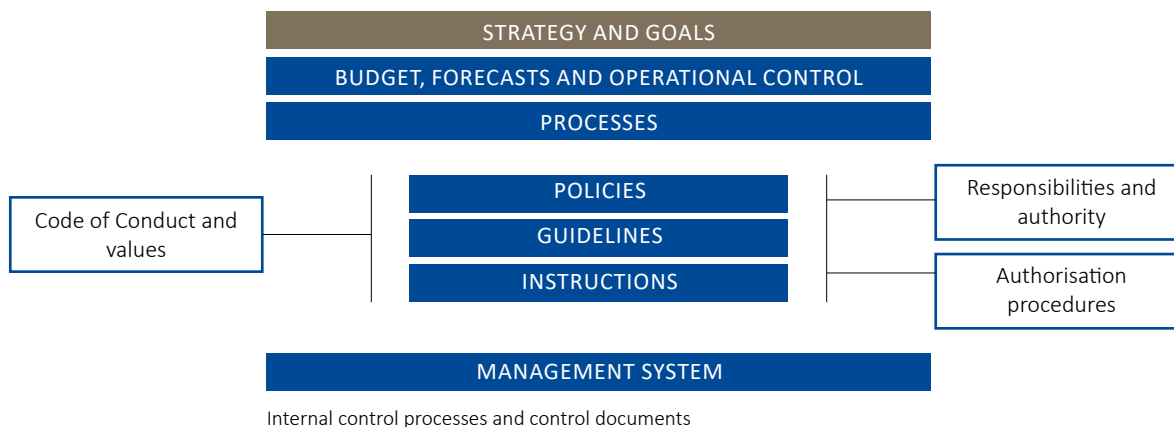 STRATEGY AND GOALS
BUDGET, FORECASTS AND OPERATIONAL CONTROL
PROCESSES
Code of Conduct and
values
POLICIES
GUIDELINES
INSTRUCTIONS
Responsibilities and
authority
Authorisation
procedures
MANAGEMENT SYSTEM
Internal control processes and control documents